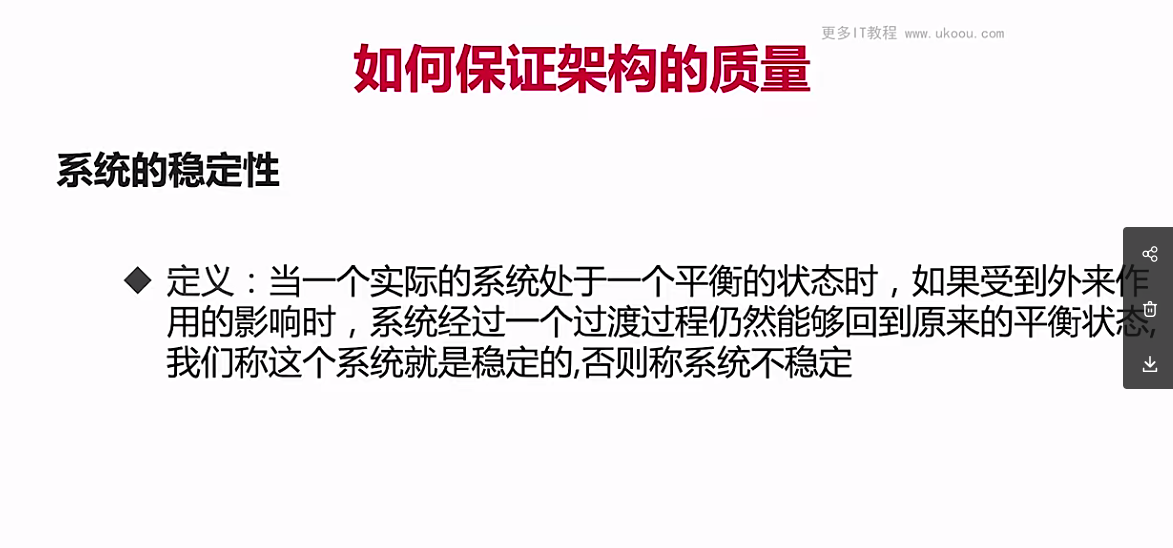 更多IT教程 www.ukoou.com
如何保证架构的质量
系统的稳定性
定义：当一个实际的系统处于一个平衡的状态时，如果受到外来作
用的影响时，系统经过一个过渡过程仍然能够回到原来的平衡状态,
我们称这个系统就是稳定的,否则称系统不稳定